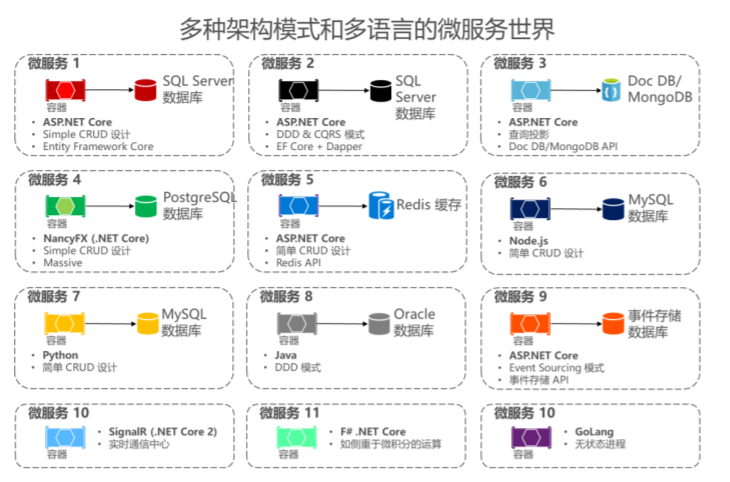 多种架构模式和多语言的微服务世界
微服务 1
容器
SQL Server
数据库
• ASP.NET Core
• Simple CRUD 设计
• Entity Framework Core
微服务 2
容器
SQL
Server
数据库
• ASP.NET Core
• DDD & CQRS 模式
• EF Core + Dapper
微服务 3
容器
Doc DB/
MongoDB
• ASP.NET Core
• 查询投影
• Doc DB/MongoDB API
微服务 4
容器
PostgreSQL
数据库
• NancyFX (.NET Core)
• Simple CRUD 设计
• Massive
微服务 5
容器
Redis 缓存
• ASP.NET Core
• 简单 CRUD 设计
• Redis API
微服务 6
容器
MySQL
数据库
• Node.js
• 简单 CRUD 设计
微服务 7
容器
MySQL
数据库
• Python
• 简单 CRUD 设计
微服务 8
容器
Oracle
数据库
• Java
• DDD 模式
微服务 9
容器
事件存储
数据库
• ASP.NET Core
• Event Sourcing 模式
• 事件存储 API
微服务 10
容器
• SignalR (.NET Core 2)
• 实时通信中心
微服务 11
容器
• F# .NET Core
• 如侧重于微积分的运算
微服务 10
容器
• GoLang
• 无状态进程